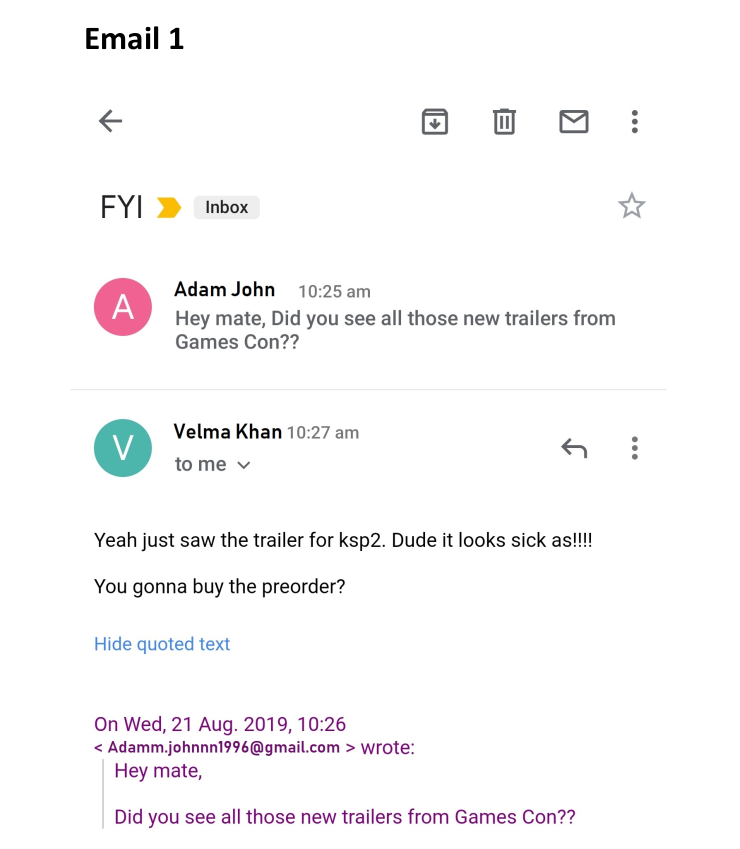 Email 1
FYI Inbox
A
Adam John 10:25 am
Hey mate, Did you see all those new trailers from
Games Con??
V
Velma Khan 10:27 am
to me
Yeah just saw the trailer for ksp2. Dude it looks sick as!!!!
You gonna buy the preorder?
Hide quoted text
On Wed, 21 Aug. 2019, 10:26
< Adamm.johnnn1996@gmail.com > wrote:
Hey mate,
Did you see all those new trailers from Games Con??